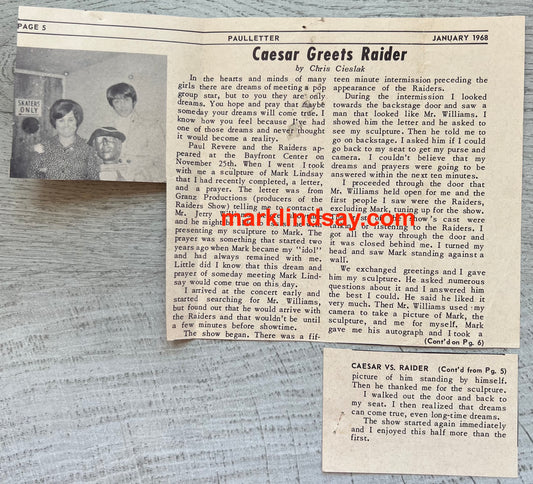 PAGE 5
PAULLETTER
JANUARY 1968
Caesar Greets Raider
by Chris Cieslak
SKATERS
ONLY
In the hearts and minds of many
girls there are dreams of meeting a pop
group star, but to you they are only
dreams. You hope and pray that maybe
someday your dreams will come true. I
know how you feel because I've had
one of those dreams and never thought
it would become a reality.
Paul Revere and the Raiders ap-
peared at the Bayfront Center on
November 25th. When I went I took
with me a sculpture of Mark Lindsay
that I had recently completed, a letter,
and a prayer. The letter was from
Granz Productions (producers of the
Raiders Show) telling me to contact a
Mr. Jerry
and he might
presenting my sculpture to Mark. The
prayer was something that started two
years ago when Mark became my "idol"
and had always remained with me.
Little did I know that this dream and
prayer of someday meeting Mark Lind-
say would come true on this day.
I arrived at the concert early and
started searching for Mr. Williams,
but found out that he would arrive with
the Raiders and that wouldn't be until
a few minutes before showtime.
The show began. There was a fif-
teen minute intermission preceding the
appearance of the Raiders.
During the intermission I looked
towards the backstage door and saw a
man that looked like Mr. Williams. I
showed him the letter and he asked to
see my sculpture. Then he told me to
go on backstage. I asked him if I could
go back to my seat to get my purse and
camera. I couldn't believe that my
dreams and prayers were going to be
answered within the next ten minutes.
I proceeded through the door that
Mr. Williams held open for me and the
first people I saw were the Raiders,
excluding Mark, tuning up for the show.
show's cast were
talking or listening to the Raiders. I
got all the way through the door and
it was closed behind me. I turned my
head and saw Mark standing against a
wall.
We exchanged greetings and I gave
him my sculpture. He asked numerous
questions about it and I answered him
the best I could. He said he liked it
very much. Then Mr. Williams used my
camera to take a picture of Mark, the
sculpture, and me for myself. Mark
gave me his autograph and I took a
(Cont'd on Pg. 6)
marklindsay.com
CAESAR VS. RAIDER (Cont'd from Pg. 5)
picture of him standing by himself.
Then he thanked me for the sculpture.
I walked out the door and back to
my seat. I then realized that dreams
can come true, even long-time dreams.
The show started again immediately
and I enjoyed this half more than the
first.